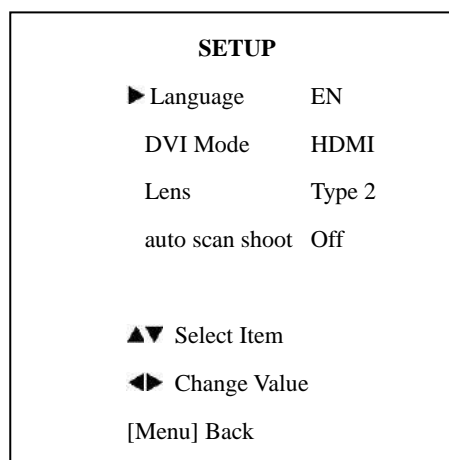 SETUP
▶ Language EN
DVI Mode HDMI
Lens Type 2
auto scan shoot Off
▲▼ Select Item
◀▶ Change Value
[Menu] Back